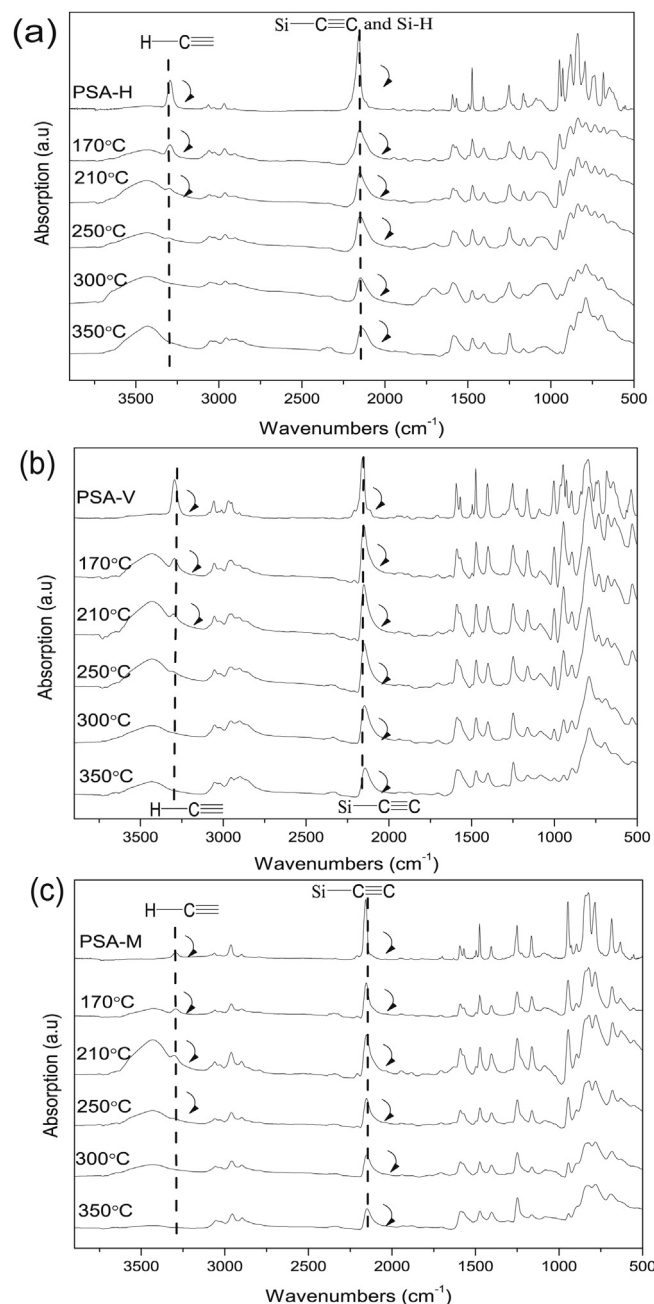 (a)
H—C≡
Si—C≡C and Si-H
PSA-H
170°C
210°C
250°C
300°C
350°C
Absorption (a.u)
3500 3000 2500 2000 1500 1000 500
Wavenumbers (cm-1)
(b)
PSA-V
170°C
210°C
250°C
300°C
350°C
Absorption (a.u)
H—C≡
Si—C≡C
3500 3000 2500 2000 1500 1000 500
Wavenumbers (cm-1)
(c)
H—C≡
Si—C≡C
PSA-M
170°C
210°C
250°C
300°C
350°C
Absorption (a.u)
3500 3000 2500 2000 1500 1000 500
Wavenumbers (cm-1)